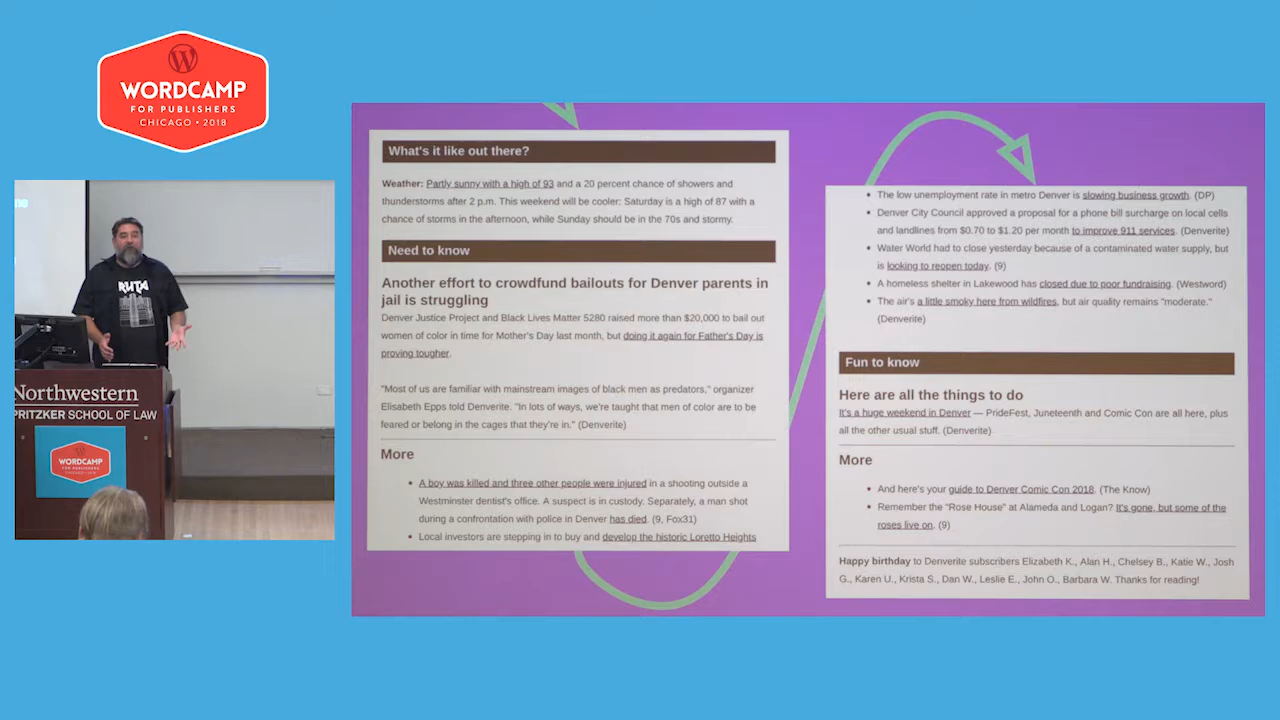 WORDCAMP
FOR PUBLISHERS
CHICAGO • 2018
RUTA
Northwestern
PRITZKER SCHOOL OF LAW
WORDCAMP
FOR PUBLISHERS
CHICAGO • 2018
What's it like out there?
Weather: Partly sunny with a high of 93 and a 20 percent chance of showers and
thunderstorms after 2 p.m. This weekend will be cooler: Saturday is a high of 87 with a
chance of storms in the afternoon, while Sunday should be in the 70s and stormy.
Need to know
Another effort to crowdfund bailouts for Denver parents in
jail is struggling
Denver Justice Project and Black Lives Matter 5280 raised more than $20,000 to bail out
women of color in time for Mother's Day last month, but doing it again for Father's Day is
proving tougher.
"Most of us are familiar with mainstream images of black men as predators," organizer
Elisabeth Epps told Denverite. "In lots of ways, we're taught that men of color are to be
feared or belong in the cages that they're in." (Denverite)
More
• A boy was killed and three other people were injured in a shooting outside a
Westminster dentist's office. A suspect is in custody. Separately, a man shot
during a confrontation with police in Denver has died. (9, Fox31)
• Local investors are stepping in to buy and develop the historic Loretto Heights
• The low unemployment rate in metro Denver is slowing business growth. (DP)
• Denver City Council approved a proposal for a phone bill surcharge on local cells
and landlines from $0.70 to $1.20 per month to improve 911 services. (Denverite)
• Water World had to close yesterday because of a contaminated water supply, but
is looking to reopen today. (9)
• A homeless shelter in Lakewood has closed due to poor fundraising. (Westword)
• The air's a little smoky here from wildfires, but air quality remains "moderate."
(Denverite)
Fun to know
Here are all the things to do
It's a huge weekend in Denver — PrideFest, Juneteenth and Comic Con are all here, plus
all the other usual stuff. (Denverite)
More
• And here's your guide to Denver Comic Con 2018. (The Know)
• Remember the "Rose House" at Alameda and Logan? It's gone, but some of the
roses live on. (9)
Happy birthday to Denverite subscribers Elizabeth K., Alan H., Chelsey B., Katie W., Josh
G., Karen U., Krista S., Dan W., Leslie E., John O., Barbara W. Thanks for reading!